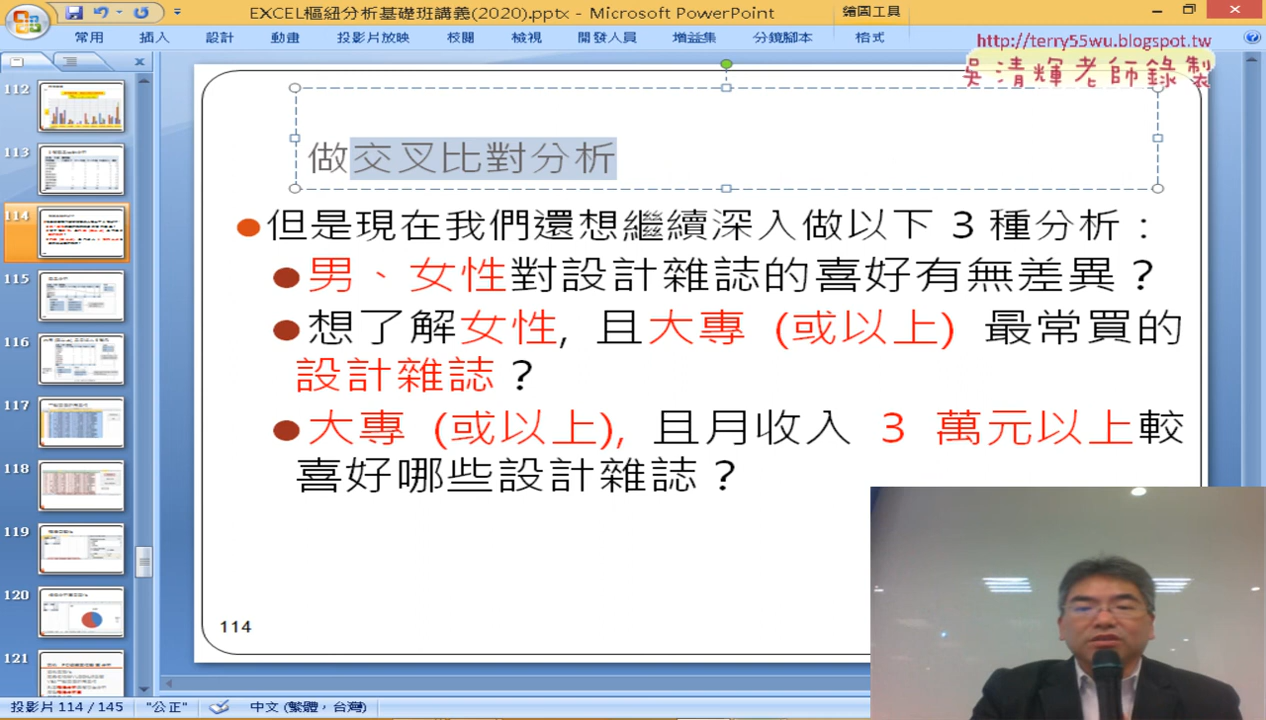 EXCEL樞紐分析基礎班講義(2020).pptx - Microsoft PowerPoint
繪圖工具
常用 插入 設計 動畫 投影片放映 校閱 檢視 開發人員 增益集 分鏡腳本 格式
http://terry55wu.blogspot.tw
吳清輝老師錄製
做交叉比對分析
但是現在我們還想繼續深入做以下 3 種分析：
男、女性對設計雜誌的喜好有無差異？
想了解女性, 且大專 (或以上) 最常買的
設計雜誌？
大專 (或以上), 且月收入 3 萬元以上較
喜好哪些設計雜誌？
114
112
113
114
115
116
117
118
119
120
121
投影片 114 / 145 "公正" 中文 (繁體，台灣)